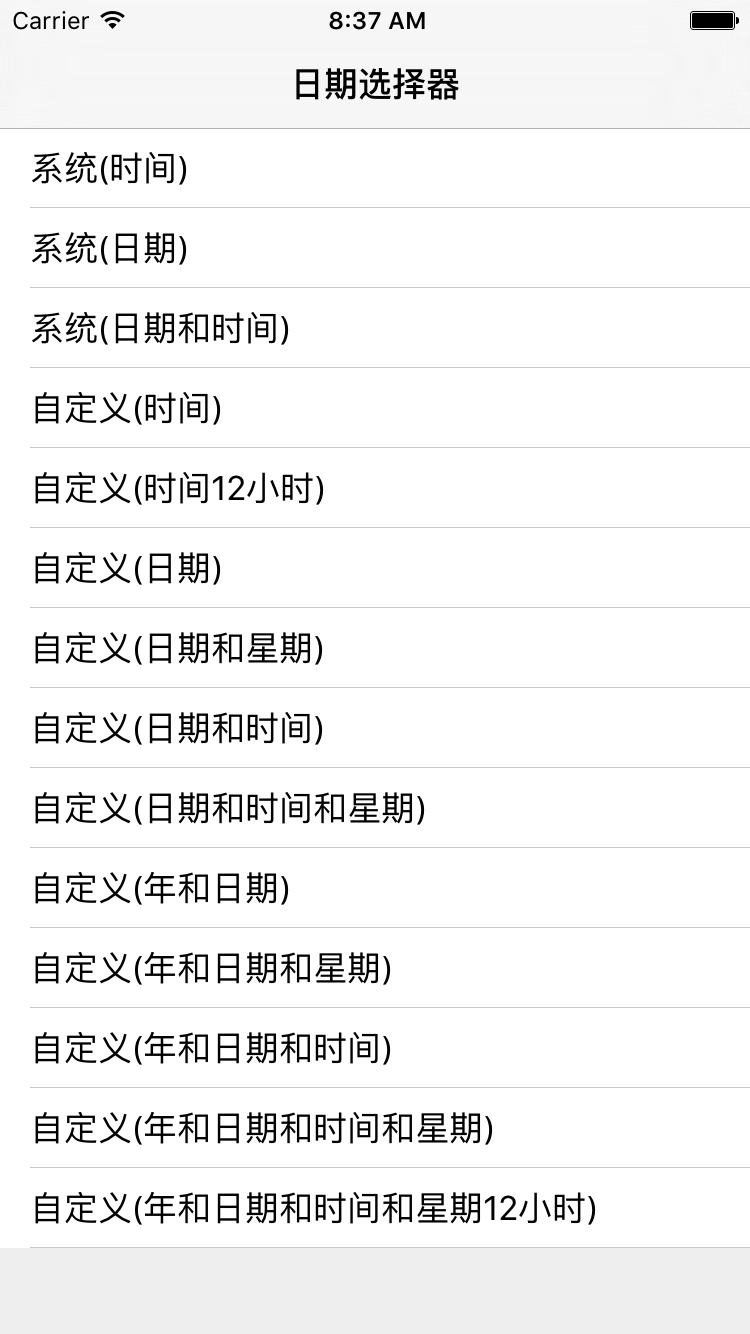 Carrier 8:37 AM
日期选择器
系统(时间)
系统(日期)
系统(日期和时间)
自定义(时间)
自定义(时间12小时)
自定义(日期)
自定义(日期和星期)
自定义(日期和时间)
自定义(日期和时间和星期)
自定义(年和日期)
自定义(年和日期和星期)
自定义(年和日期和时间)
自定义(年和日期和时间和星期)
自定义(年和日期和时间和星期12小时)